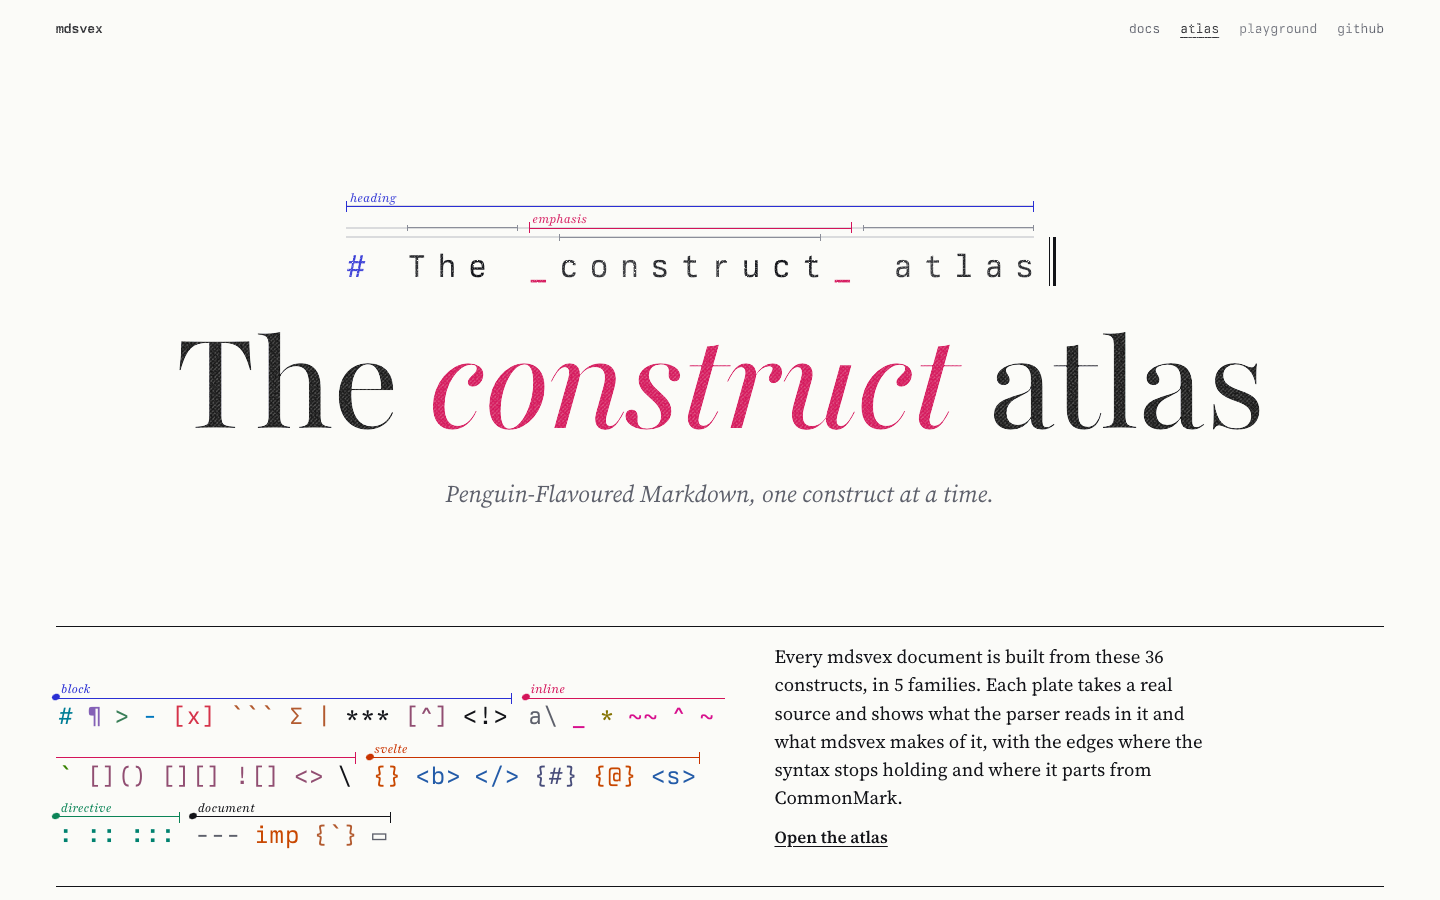 mdsvex
docs atlas playground github
heading
emphasis
# The _construct_ atlas
The construct atlas
Penguin-Flavoured Markdown, one construct at a time.
block inline
# ¶ > - [x] ``` Σ | *** [^] <!> a\ _ * ~~ ^ ~
svelte
` []() [][] ![] <> \ {} <b> </> {#} {@} <s>
directive document
: :: ::: --- imp {`} ▭
Every mdsvex document is built from these 36
constructs, in 5 families. Each plate takes a real
source and shows what the parser reads in it and
what mdsvex makes of it, with the edges where the
syntax stops holding and where it parts from
CommonMark.
Open the atlas